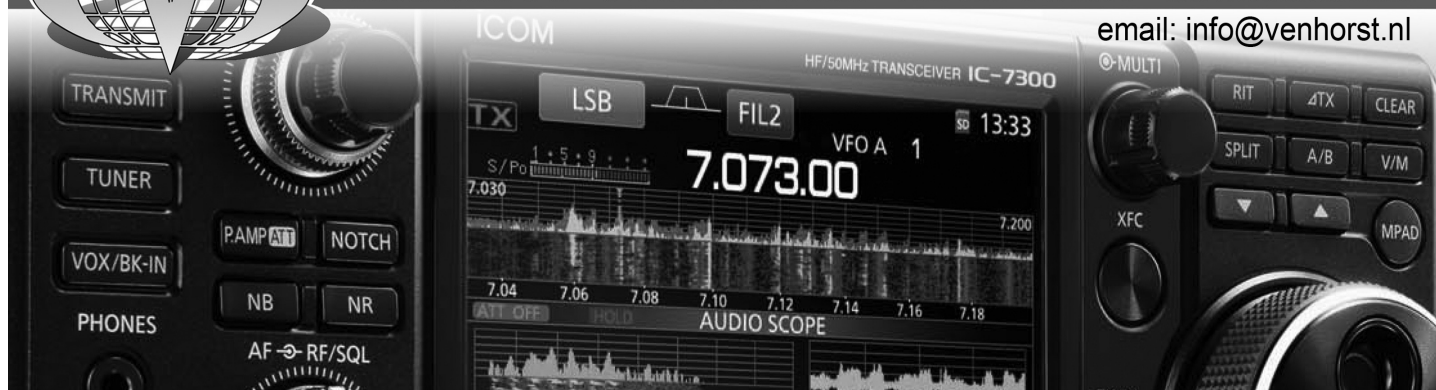 email: info@venhorst.nl
ICOM
HF/50MHz TRANSCEIVER IC-7300
MULTI
TRANSMIT
TUNER
VOX/BK-IN
PHONES
P.AMP ATT
NOTCH
NB
NR
AF RF/SQL
TX
LSB
FIL2
SD 13:33
VFO A 1
S/Po 1 5 9
7.073.00
7.030
7.200
7.04 7.06 7.08 7.10 7.12 7.14 7.16 7.18
ATT OFF
HOLD
AUDIO SCOPE
RIT
⊿TX
CLEAR
SPLIT
A/B
V/M
XFC
MPAD